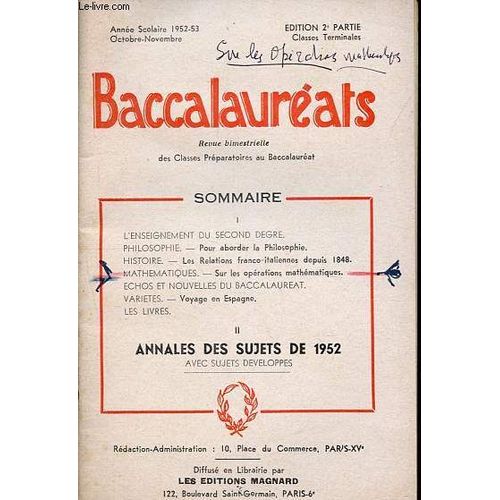 Le-livre.com
Année Scolaire 1952-53
Octobre-Novembre
EDITION 2e PARTIE
Classes Terminales
Sur les Opérations mathématiques
Baccalauréats
Revue bimestrielle
des Classes Préparatoires au Baccalauréat
SOMMAIRE
I
L'ENSEIGNEMENT DU SECOND DEGRE.
PHILOSOPHIE. — Pour aborder la Philosophie.
HISTOIRE. — Les Relations franco-italiennes depuis 1848.
MATHEMATIQUES. — Sur les opérations mathématiques.
ECHOS ET NOUVELLES DU BACCALAUREAT.
VARIETES. — Voyage en Espagne.
LES LIVRES.
II
ANNALES DES SUJETS DE 1952
AVEC SUJETS DEVELOPPES
Rédaction-Administration : 10, Place du Commerce, PARIS-XVe
Diffusé en Librairie par
LES EDITIONS MAGNARD
122, Boulevard Saint-Germain, PARIS-6e